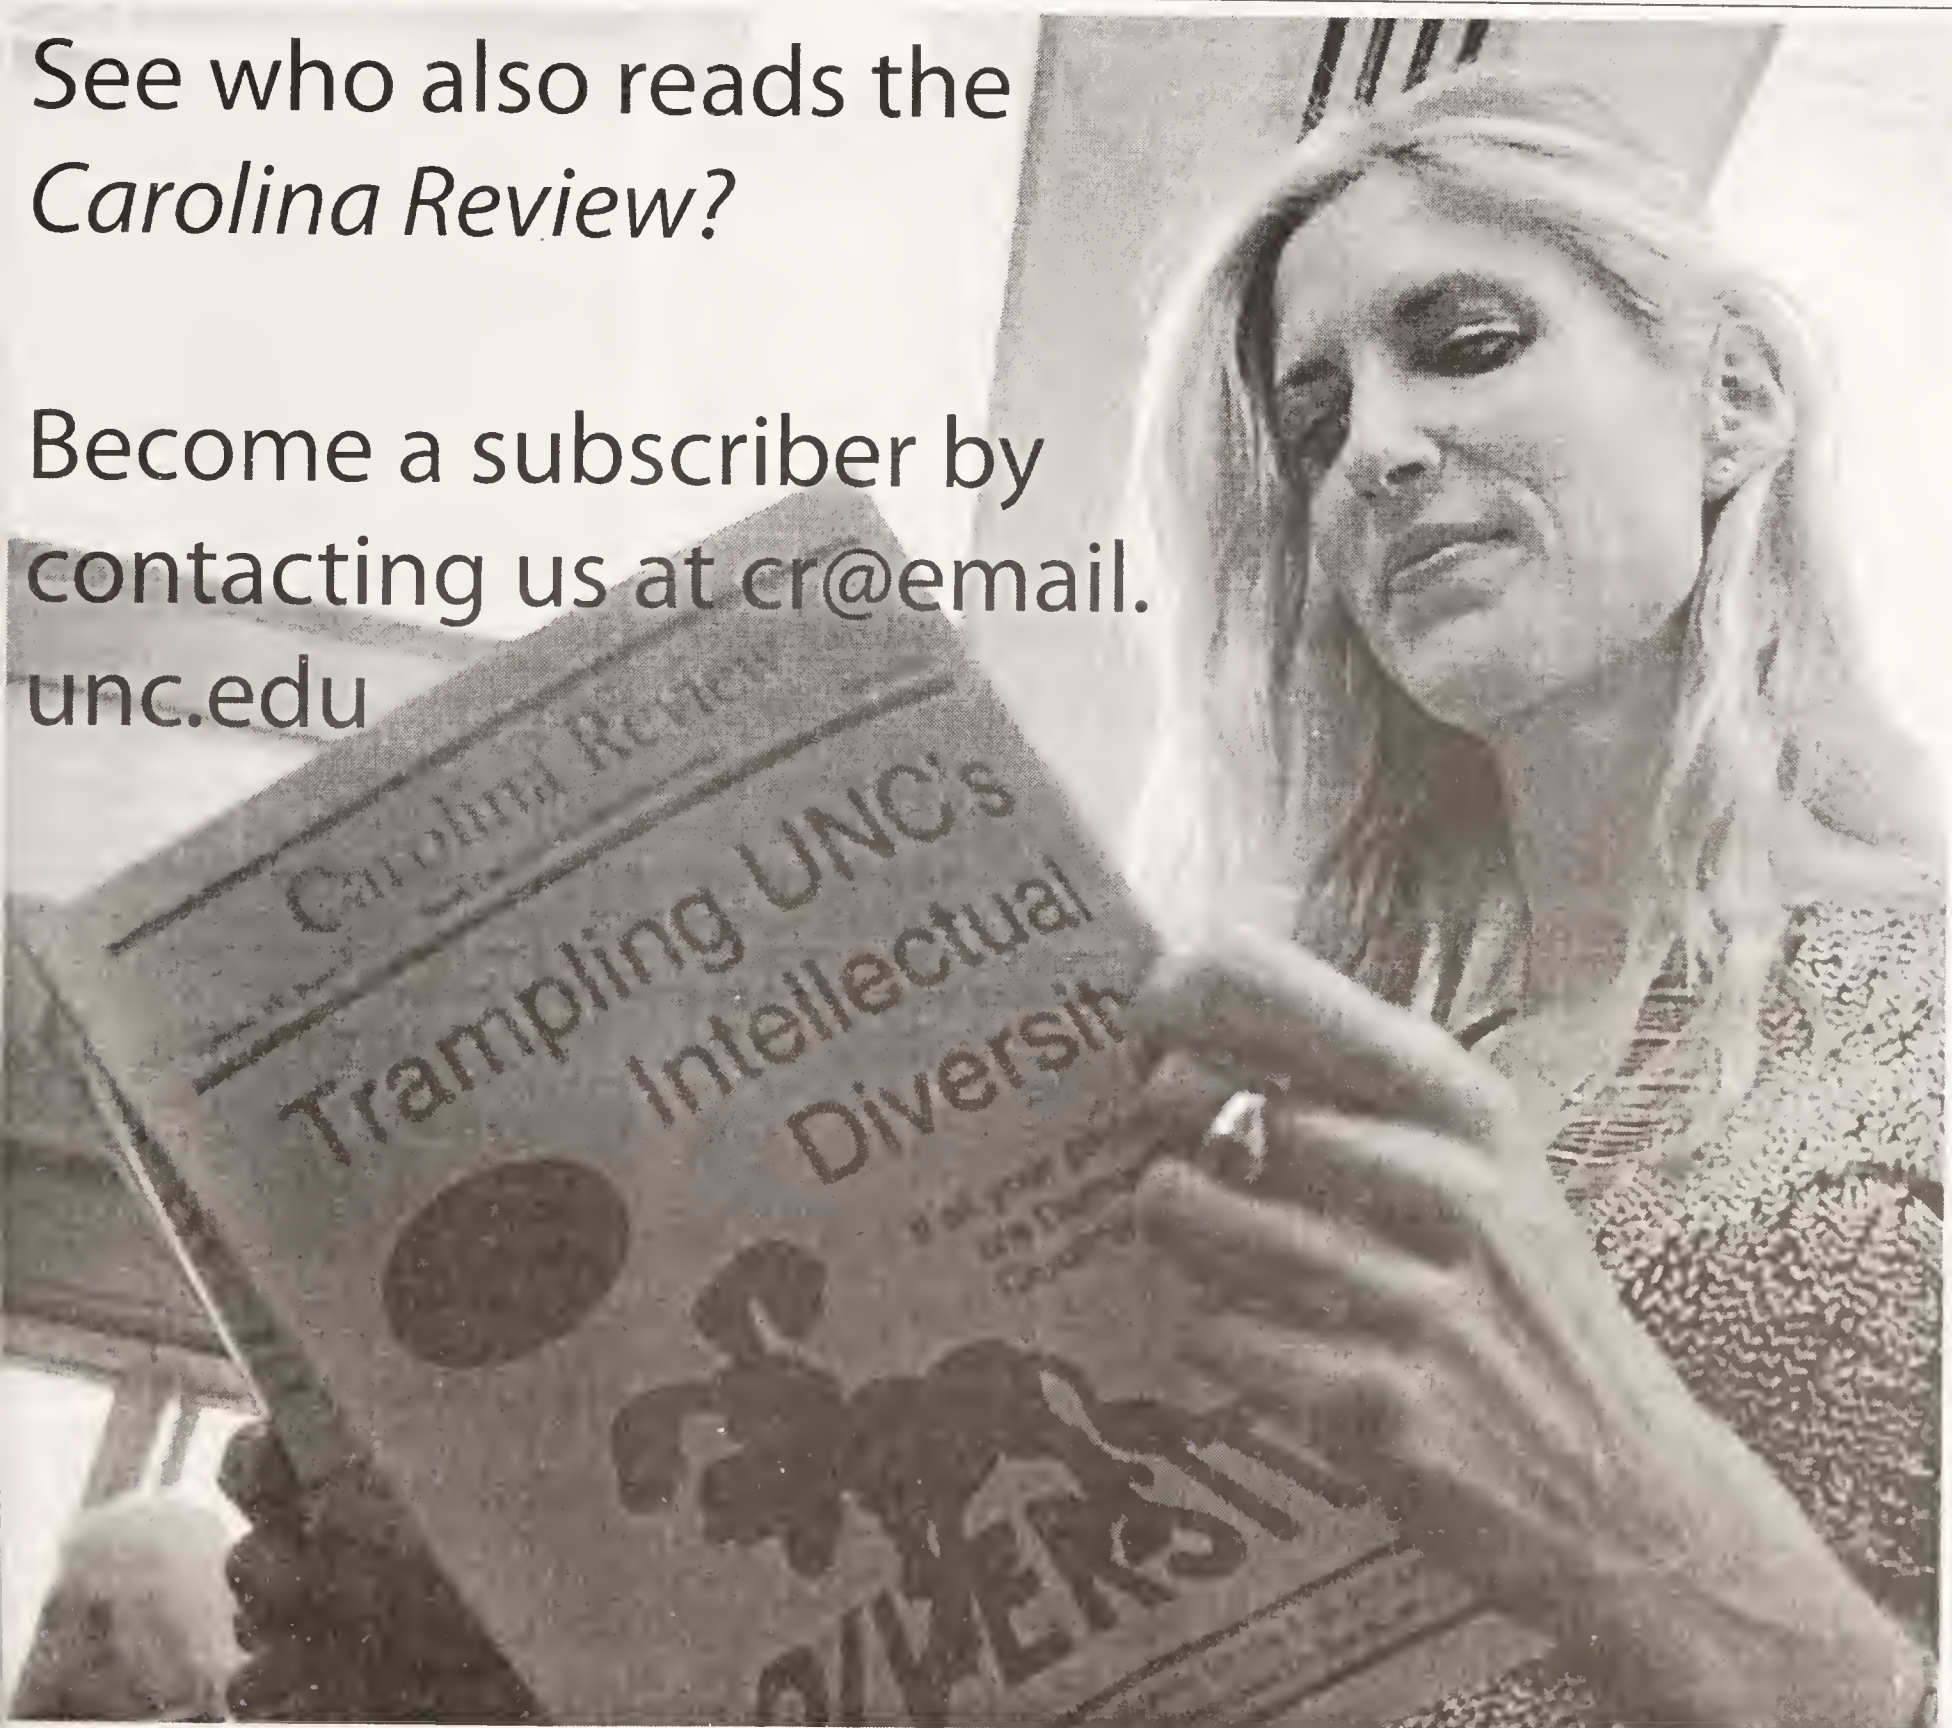 See who also reads the
Carolina Review?
Become a subscriber by
contacting us at cr@email.
unc.edu
Carolina Review
Trampling UNC's
Intellectual
Diversit
DIVERSI